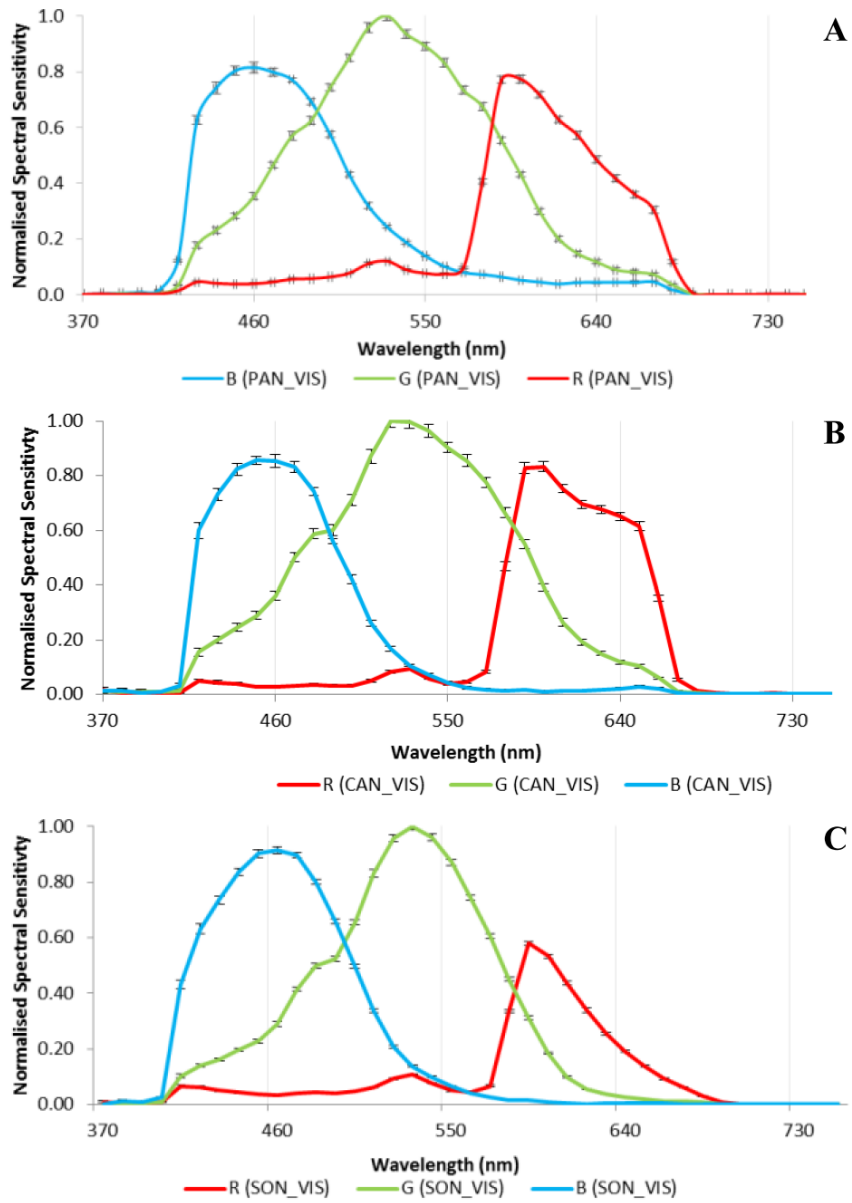 A
Normalised Spectral Sensitivity
1.0
0.8
0.6
0.4
0.2
0.0
370 460 550 640 730
Wavelength (nm)
B (PAN_VIS) G (PAN_VIS) R (PAN_VIS)
B
Normalised Spectral Sensitivty
1.00
0.80
0.60
0.40
0.20
0.00
370 460 550 640 730
Wavelength (nm)
R (CAN_VIS) G (CAN_VIS) B (CAN_VIS)
C
Normalised Spectral Sensitivity
1.00
0.80
0.60
0.40
0.20
0.00
370 460 550 640 730
Wavelength (nm)
R (SON_VIS) G (SON_VIS) B (SON_VIS)